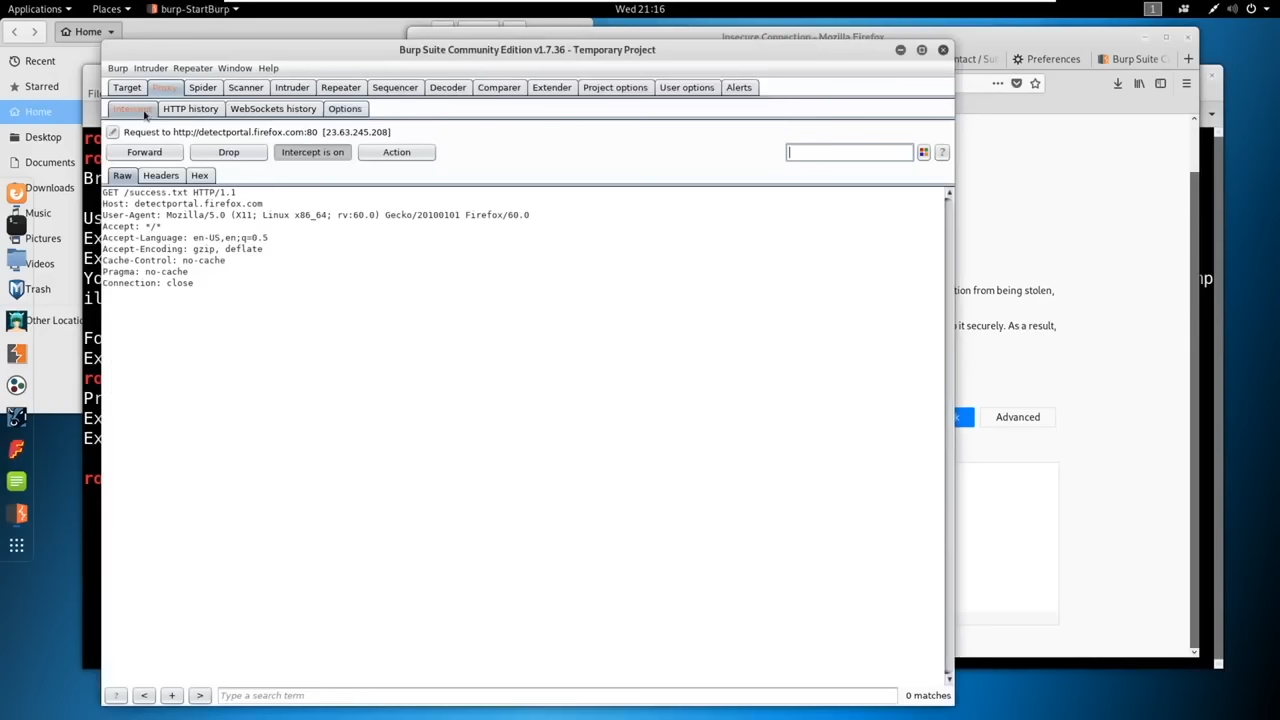 Applications Places burp-StartBurp Wed 21:16 1
Home
Insecure Connection - Mozilla Firefox
Burp Suite Community Edition v1.7.36 - Temporary Project
Recent
Preferences Burp Suite C
Burp Intruder Repeater Window Help
Starred
Target Proxy Spider Scanner Intruder Repeater Sequencer Decoder Comparer Extender Project options User options Alerts
Home
Intercept HTTP history WebSockets history Options
Desktop
Request to http://detectportal.firefox.com:80 [23.63.245.208]
Forward Drop Intercept is on Action ?
Documents
Raw Headers Hex
Downloads
GET /success.txt HTTP/1.1
Host: detectportal.firefox.com
Music
User-Agent: Mozilla/5.0 (X11; Linux x86_64; rv:60.0) Gecko/20100101 Firefox/60.0
Accept: */*
Pictures
Accept-Language: en-US,en;q=0.5
Accept-Encoding: gzip, deflate
Videos
Cache-Control: no-cache
Pragma: no-cache
Connection: close
Trash
tion from being stolen,
Other Locatio
it securely. As a result,
Advanced
? < + > Type a search term 0 matches